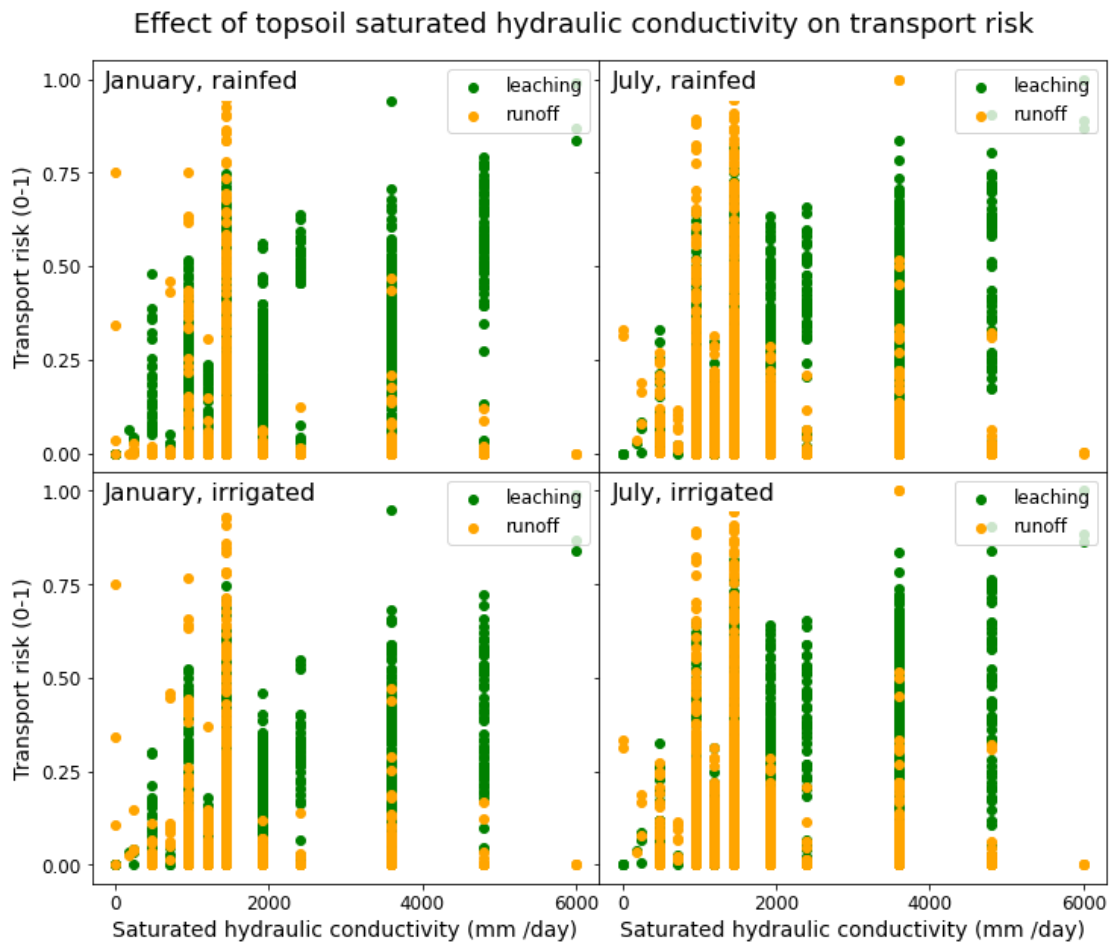 Effect of topsoil saturated hydraulic conductivity on transport risk
January, rainfed
leaching
runoff
July, rainfed
leaching
runoff
1.00
0.75
0.50
0.25
0.00
Transport risk (0-1)
January, irrigated
leaching
runoff
July, irrigated
leaching
runoff
1.00
0.75
0.50
0.25
0.00
Transport risk (0-1)
0 2000 4000 6000
0 2000 4000 6000
Saturated hydraulic conductivity (mm /day)
Saturated hydraulic conductivity (mm /day)